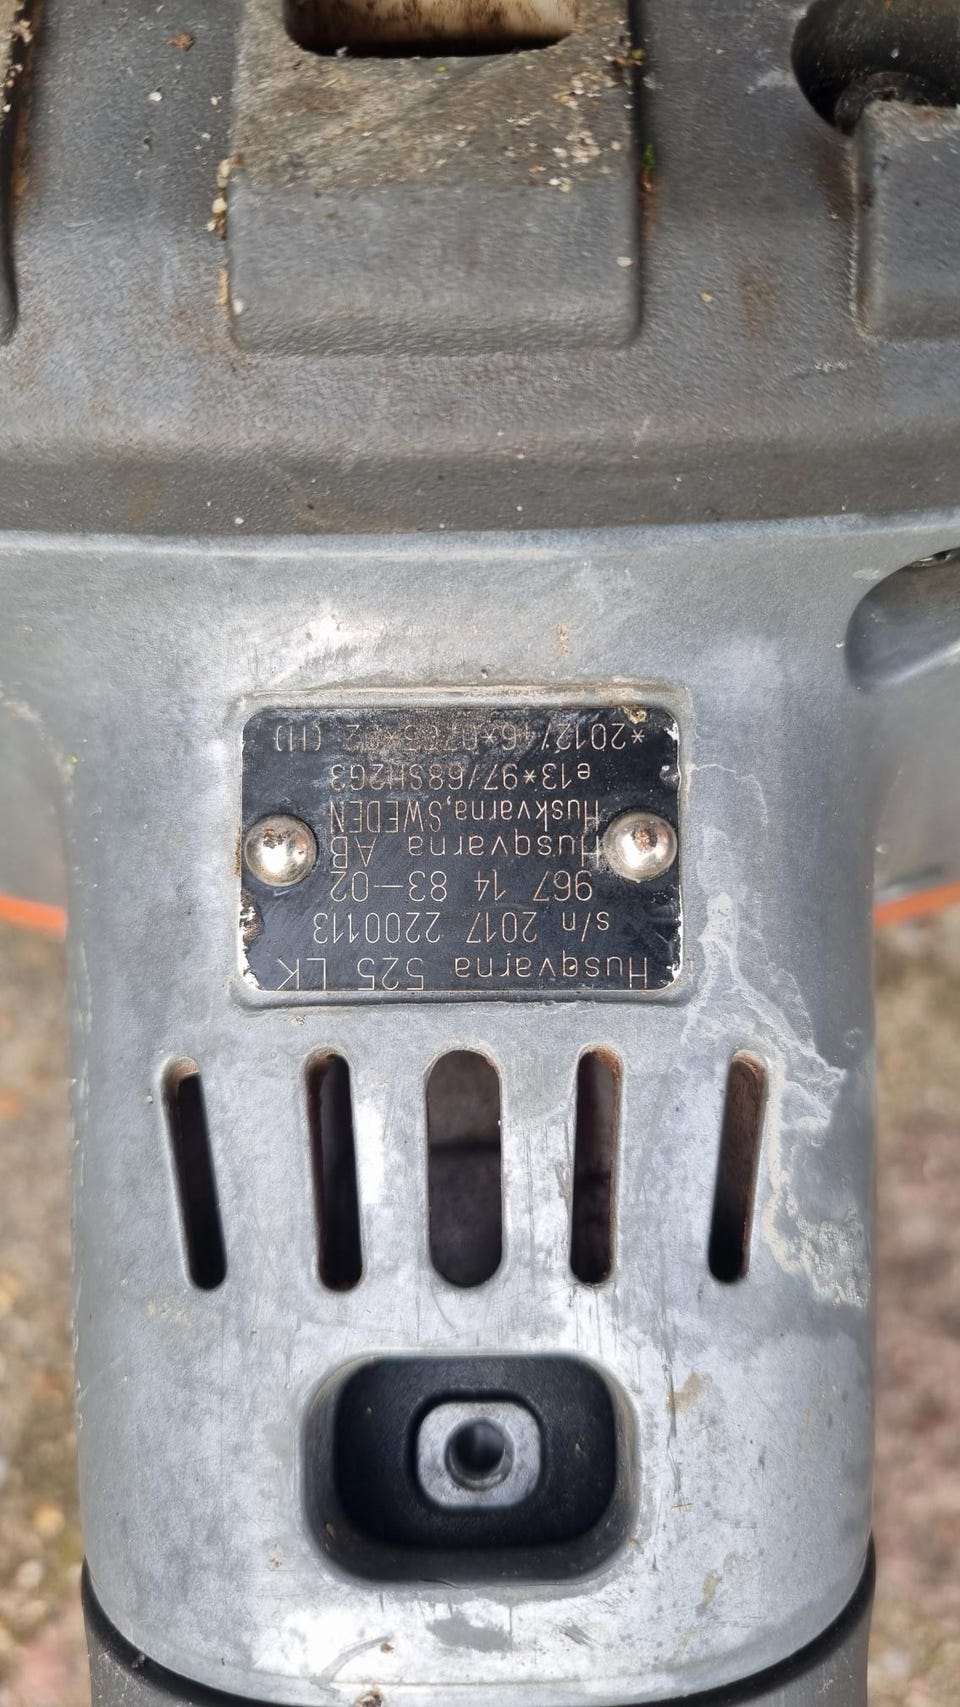 Husqvarna 525 LK
s/n 2017 2200113
967 14 83-02
Husqvarna AB
Huskvarna,SWEDEN
e13*97/68SH2G3
*2012/46* (11)